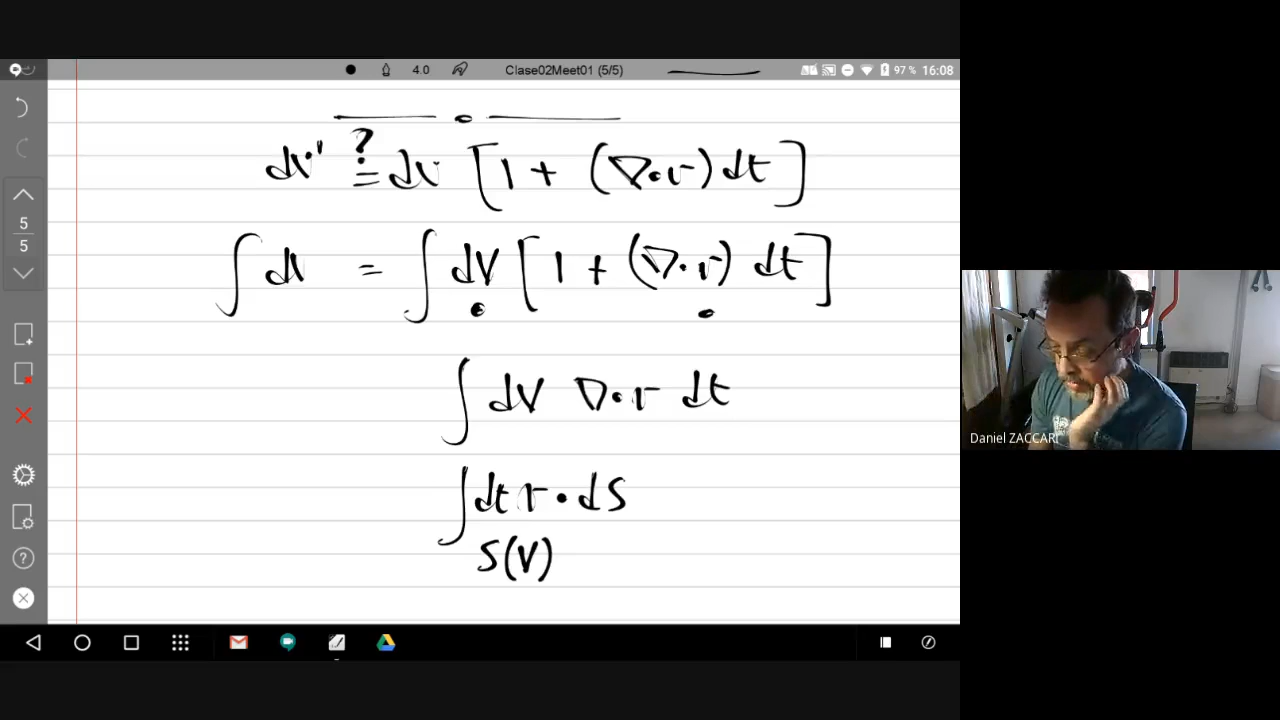 4.0 Clase02Meet01 (5/5) 97 % 16:08
dV' ?≐ dV [1 + (∇·v) dt]
∫ dV = ∫ dV [1 + (∇·v) dt]
5
5
∫ dV ∇·v dt
∫ dt v · dS
S(V)
Daniel ZACCARI